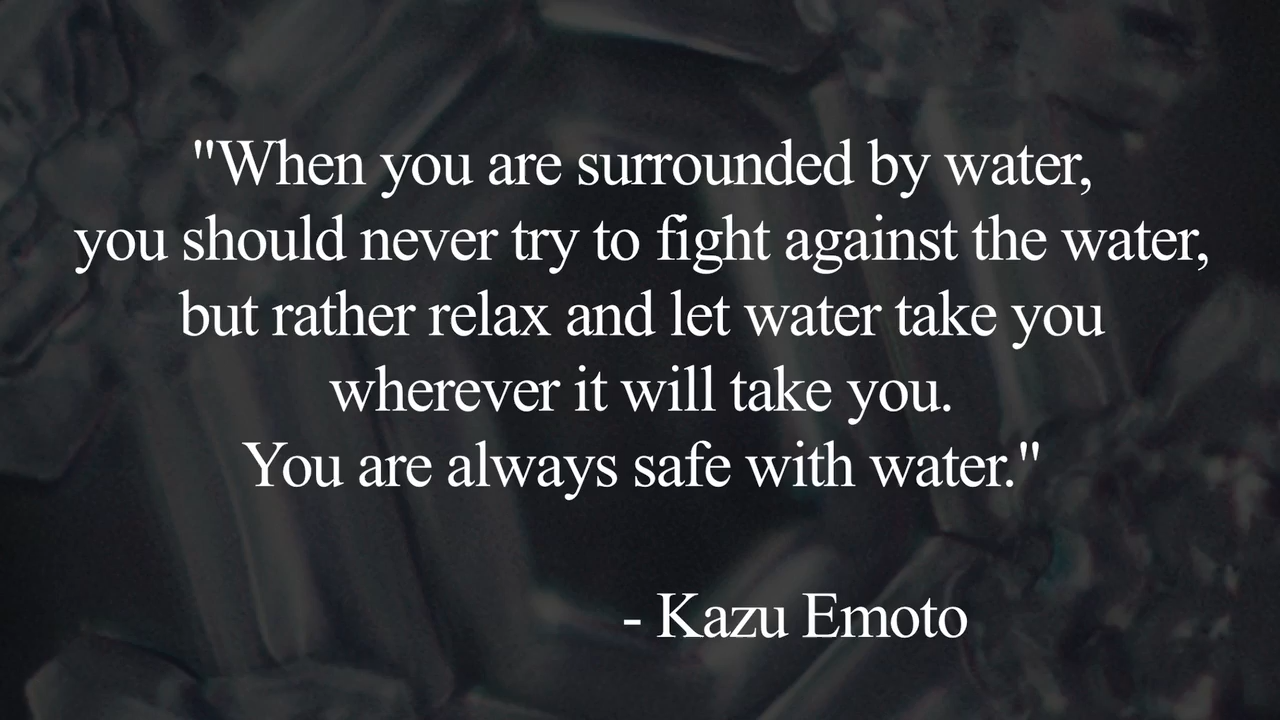 "When you are surrounded by water,
you should never try to fight against the water,
but rather relax and let water take you
wherever it will take you.
You are always safe with water."
- Kazu Emoto